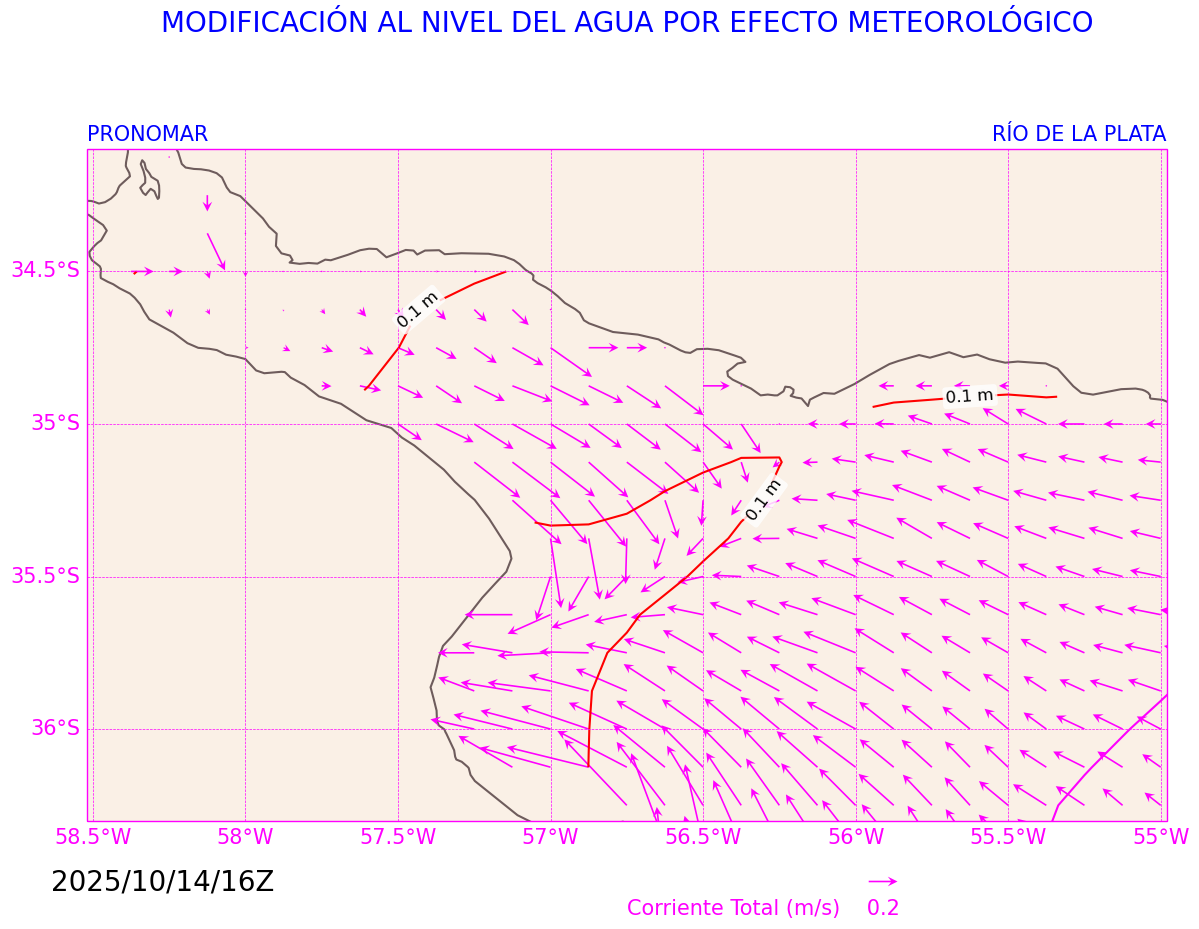 MODIFICACIÓN AL NIVEL DEL AGUA POR EFECTO METEOROLÓGICO
PRONOMAR RÍO DE LA PLATA
34.5°S
35°S
35.5°S
36°S
0.1 m
0.1 m
0.1 m
58.5°W 58°W 57.5°W 57°W 56.5°W 56°W 55.5°W 55°W
2025/10/14/16Z
Corriente Total (m/s) 0.2